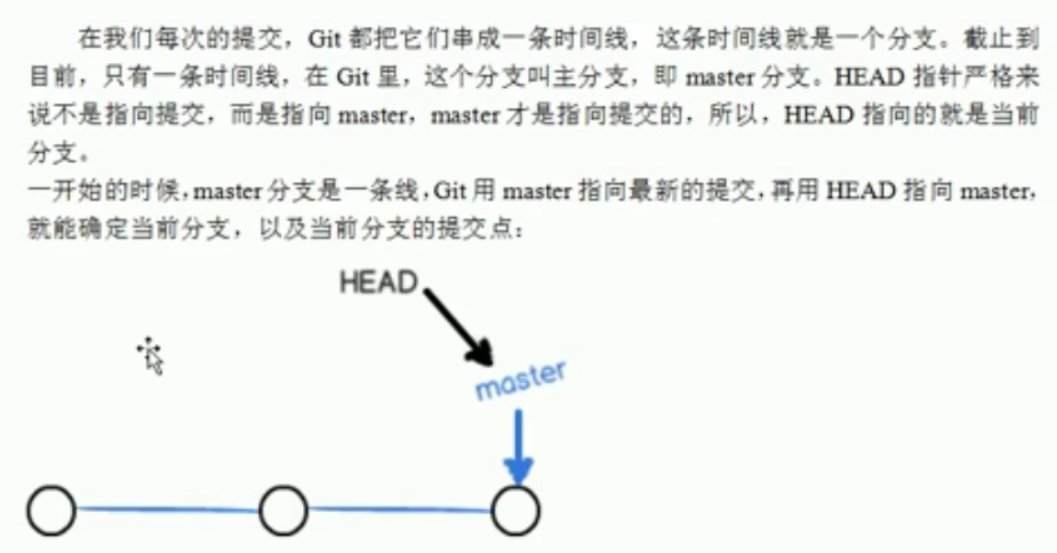 在我们每次的提交，Git 都把它们串成一条时间线，这条时间线就是一个分支。截止到
目前，只有一条时间线，在 Git 里，这个分支叫主分支，即 master 分支。HEAD 指针严格来
说不是指向提交，而是指向 master，master 才是指向提交的，所以，HEAD 指向的就是当前
分支。
一开始的时候，master 分支是一条线，Git 用 master 指向最新的提交，再用 HEAD 指向 master，
就能确定当前分支，以及当前分支的提交点：
HEAD
master